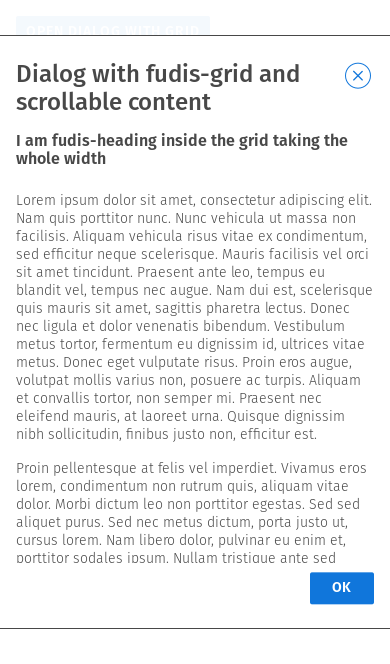 OPEN DIALOG WITH GRID
Dialog with fudis-grid and
scrollable content
I am fudis-heading inside the grid taking the
whole width
Lorem ipsum dolor sit amet, consectetur adipiscing elit.
Nam quis porttitor nunc. Nunc vehicula ut massa non
facilisis. Aliquam vehicula risus vitae ex condimentum,
sed efficitur neque scelerisque. Mauris facilisis vel orci
sit amet tincidunt. Praesent ante leo, tempus eu
blandit vel, tempus nec augue. Nam dui est, scelerisque
quis mauris sit amet, sagittis pharetra lectus. Donec
nec ligula et dolor venenatis bibendum. Vestibulum
metus tortor, fermentum eu dignissim id, ultrices vitae
metus. Donec eget vulputate risus. Proin eros augue,
volutpat mollis varius non, posuere ac turpis. Aliquam
et convallis tortor, non semper mi. Praesent nec
eleifend mauris, at laoreet urna. Quisque dignissim
nibh sollicitudin, finibus justo non, efficitur est.
Proin pellentesque at felis vel imperdiet. Vivamus eros
lorem, condimentum non rutrum quis, aliquam vitae
dolor. Morbi dictum leo non porttitor egestas. Sed sed
aliquet purus. Sed nec metus dictum, porta justo ut,
cursus lorem. Nam libero dolor, pulvinar eu enim et,
porttitor sodales ipsum. Nullam tristique ante sed
OK